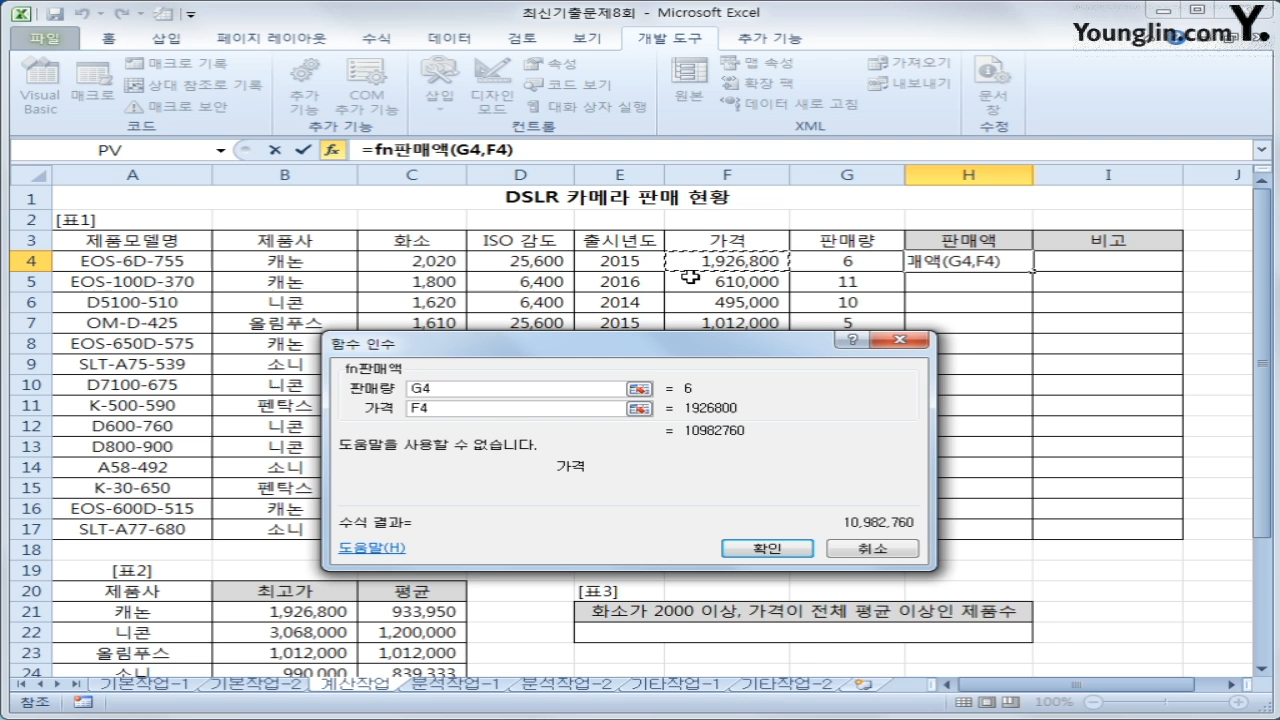 최신기출문제8회 - Microsoft Excel
YoungJin.com Y.
파일 홈 삽입 페이지 레이아웃 수식 데이터 검토 보기 개발 도구 추가 기능
Visual Basic 매크로 매크로 기록 상대 참조로 기록 매크로 보안 코드
추가 기능 COM 추가 기능 추가 기능
삽입 디자인 모드 속성 코드 보기 대화 상자 실행 컨트롤
원본 맵 속성 확장 팩 데이터 새로 고침 가져오기 내보내기 XML
문서 창 수정
PV =fn판매액(G4,F4)
A B C D E F G H I J
1 DSLR 카메라 판매 현황
2 [표1]
3 제품모델명 제품사 화소 ISO 감도 출시년도 가격 판매량 판매액 비고
4 EOS-6D-755 캐논 2,020 25,600 2015 1,926,800 6 매액(G4,F4)
5 EOS-100D-370 캐논 1,800 6,400 2016 610,000 11
6 D5100-510 니콘 1,620 6,400 2014 495,000 10
7 OM-D-425 올림푸스 1,610 25,600 2015 1,012,000 5
8 EOS-650D-575 캐논
9 SLT-A75-539 소니
10 D7100-675 니콘
11 K-500-590 펜탁스
12 D600-760 니콘
13 D800-900 니콘
14 A58-492 소니
15 K-30-650 펜탁스
16 EOS-600D-515 캐논
17 SLT-A77-680 소니
18
함수 인수
fn판매액
판매량 G4 = 6
가격 F4 = 1926800
= 10982760
도움말을 사용할 수 없습니다.
가격
수식 결과= 10,982,760
도움말(H) 확인 취소
19 [표2]
20 제품사 최고가 평균 [표3]
21 캐논 1,926,800 933,950 화소가 2000 이상, 가격이 전체 평균 이상인 제품수
22 니콘 3,068,000 1,200,000
23 올림푸스 1,012,000 1,012,000
24 소니 990,000 839,333
기본작업-1 기본작업-2 계산작업 분석작업-1 분석작업-2 기타작업-1 기타작업-2
참조 100%